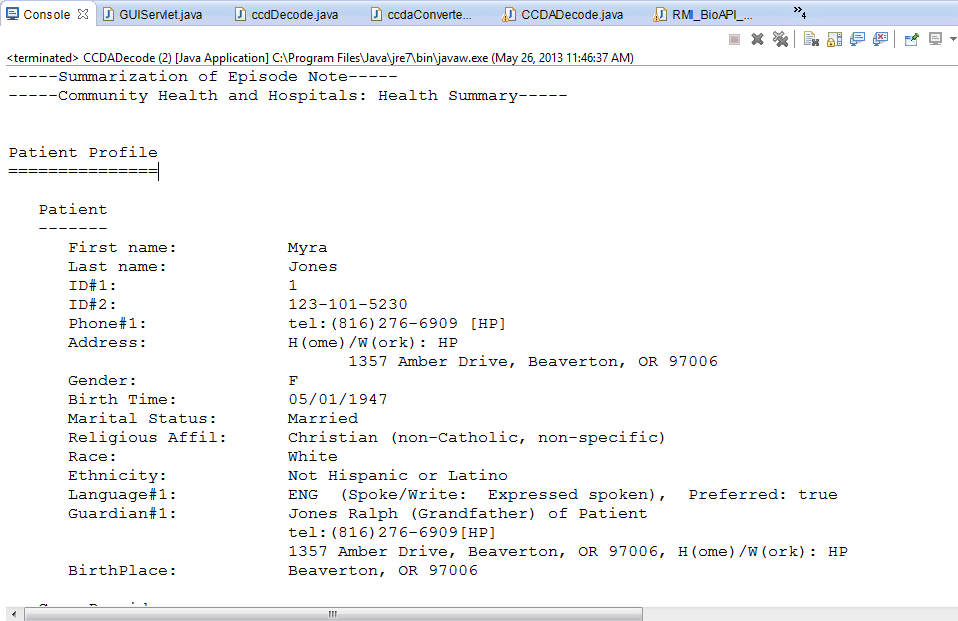 Console GUIServlet.java ccdDecode.java ccdaConverte... CCDADecode.java RMI_BioAPI_... »4
<terminated> CCDADecode (2) [Java Application] C:\Program Files\Java\jre7\bin\javaw.exe (May 26, 2013 11:46:37 AM)
-----Summarization of Episode Note-----
-----Community Health and Hospitals: Health Summary-----
Patient Profile
===============
Patient
-------
First name: Myra
Last name: Jones
ID#1: 1
ID#2: 123-101-5230
Phone#1: tel:(816)276-6909 [HP]
Address: H(ome)/W(ork): HP
1357 Amber Drive, Beaverton, OR 97006
Gender: F
Birth Time: 05/01/1947
Marital Status: Married
Religious Affil: Christian (non-Catholic, non-specific)
Race: White
Ethnicity: Not Hispanic or Latino
Language#1: ENG (Spoke/Write: Expressed spoken), Preferred: true
Guardian#1: Jones Ralph (Grandfather) of Patient
tel:(816)276-6909[HP]
1357 Amber Drive, Beaverton, OR 97006, H(ome)/W(ork): HP
BirthPlace: Beaverton, OR 97006